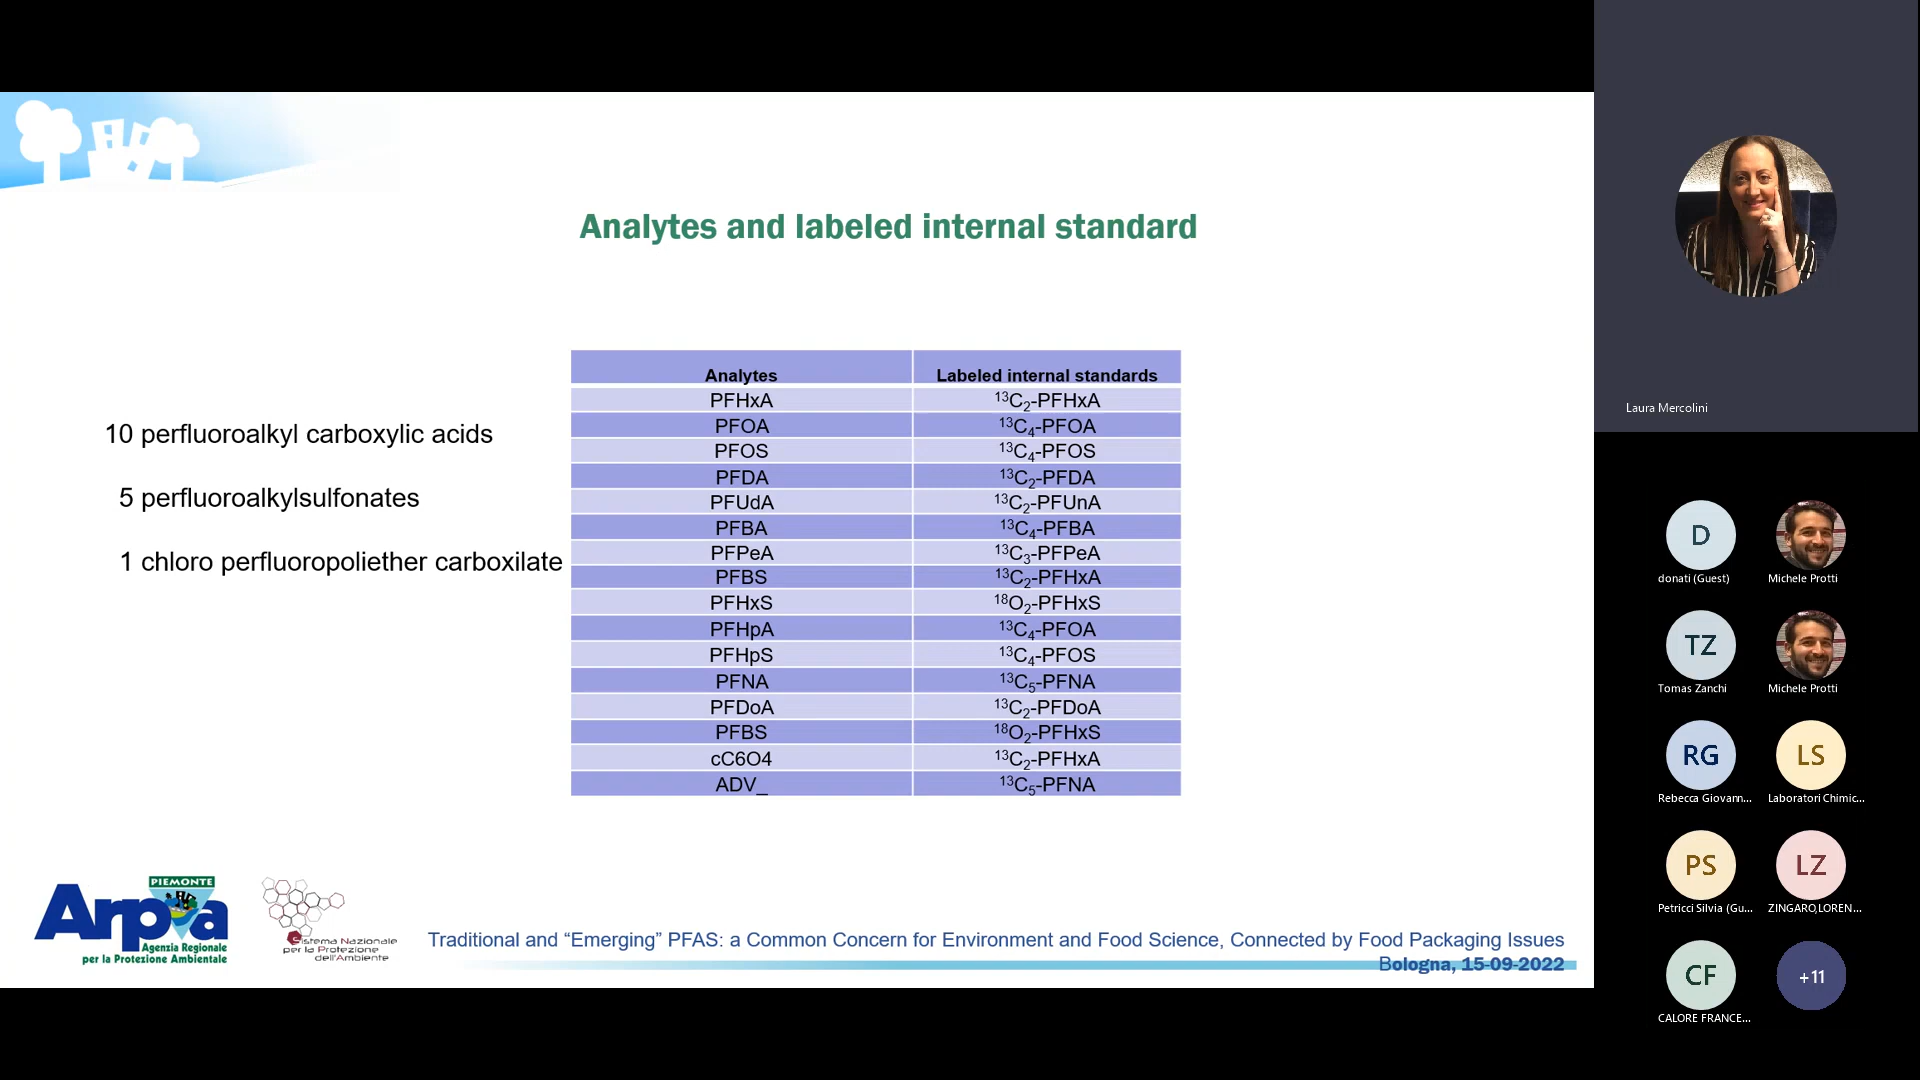 Analytes and labeled internal standard
10 perfluoroalkyl carboxylic acids
5 perfluoroalkylsulfonates
1 chloro perfluoropoliether carboxilate
Analytes Labeled internal standards
PFHxA ¹³C₂-PFHxA
PFOA ¹³C₄-PFOA
PFOS ¹³C₄-PFOS
PFDA ¹³C₂-PFDA
PFUdA ¹³C₂-PFUnA
PFBA ¹³C₄-PFBA
PFPeA ¹³C₃-PFPeA
PFBS ¹³C₂-PFHxA
PFHxS ¹⁸O₂-PFHxS
PFHpA ¹³C₄-PFOA
PFHpS ¹³C₄-PFOS
PFNA ¹³C₅-PFNA
PFDoA ¹³C₂-PFDoA
PFBS ¹⁸O₂-PFHxS
cC6O4 ¹³C₂-PFHxA
ADV_ ¹³C₅-PFNA
PIEMONTE
Arpa
Agenzia Regionale
per la Protezione Ambientale
Sistema Nazionale
per la Protezione
dell'Ambiente
Traditional and “Emerging” PFAS: a Common Concern for Environment and Food Science, Connected by Food Packaging Issues
Bologna, 15-09-2022
Laura Mercolini
D
donati (Guest)
Michele Protti
TZ
Tomas Zanchi
Michele Protti
RG
Rebecca Giovann...
LS
Laboratori Chimic...
PS
Petricci Silvia (Gu...
LZ
ZINGARO,LOREN...
CF
CALORE FRANCE...
+11